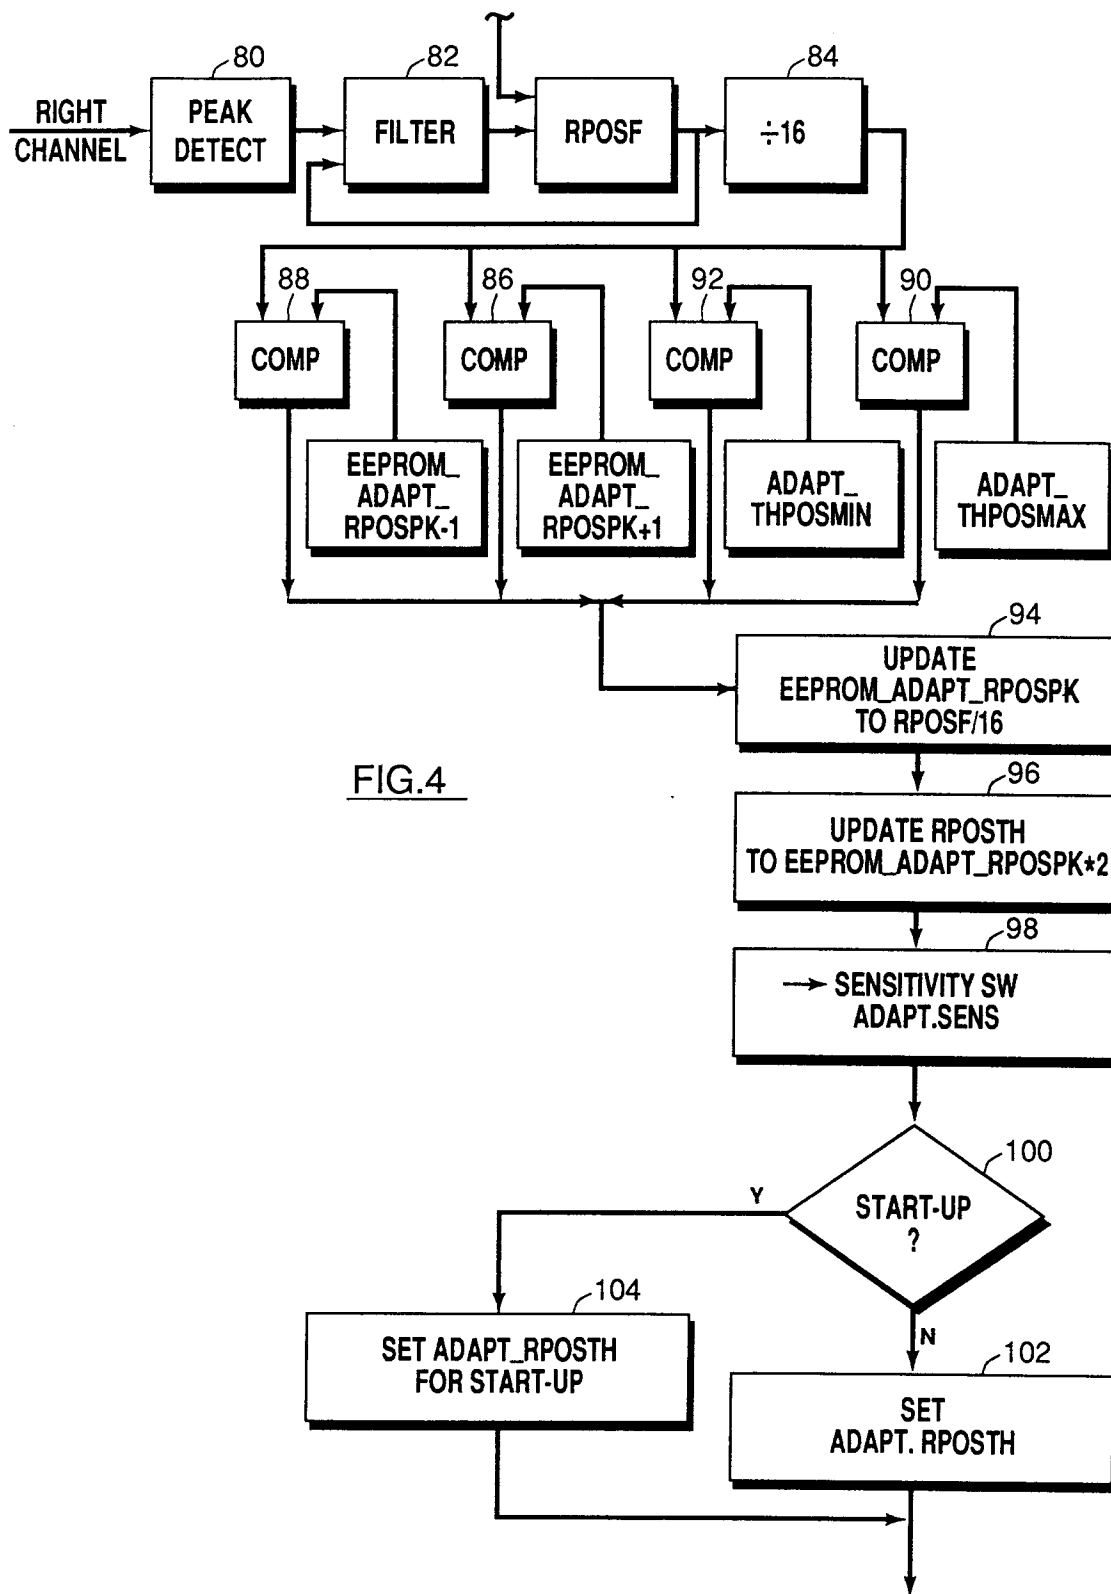 80
82
84
RIGHT
CHANNEL
PEAK
DETECT
FILTER
RPOSF
÷16
88
86
92
90
COMP
COMP
COMP
COMP
EEPROM_
ADAPT_
RPOSPK-1
EEPROM_
ADAPT_
RPOSPK+1
ADAPT_
THPOSMIN
ADAPT_
THPOSMAX
94
UPDATE
EEPROM_ADAPT_RPOSPK
TO RPOSF/16
FIG.4
96
UPDATE RPOSTH
TO EEPROM_ADAPT_RPOSPK*2
98
SENSITIVITY SW
ADAPT.SENS
100
Y
START-UP
?
N
104
SET ADAPT_RPOSTH
FOR START-UP
102
SET
ADAPT. RPOSTH